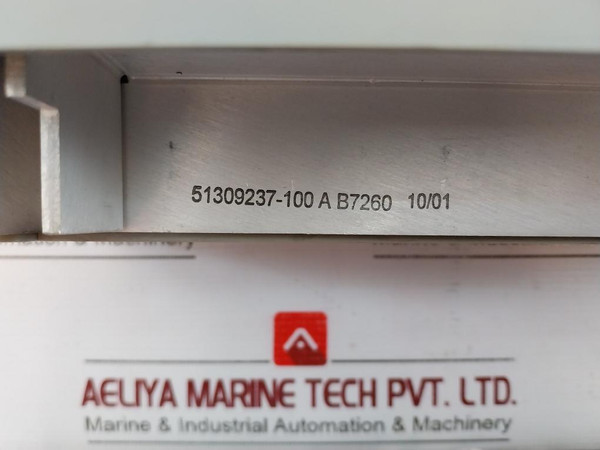 51309237-100 A B7260 10/01
AELIYA MARINE TECH PVT. LTD.
Marine & Industrial Automation & Machinery